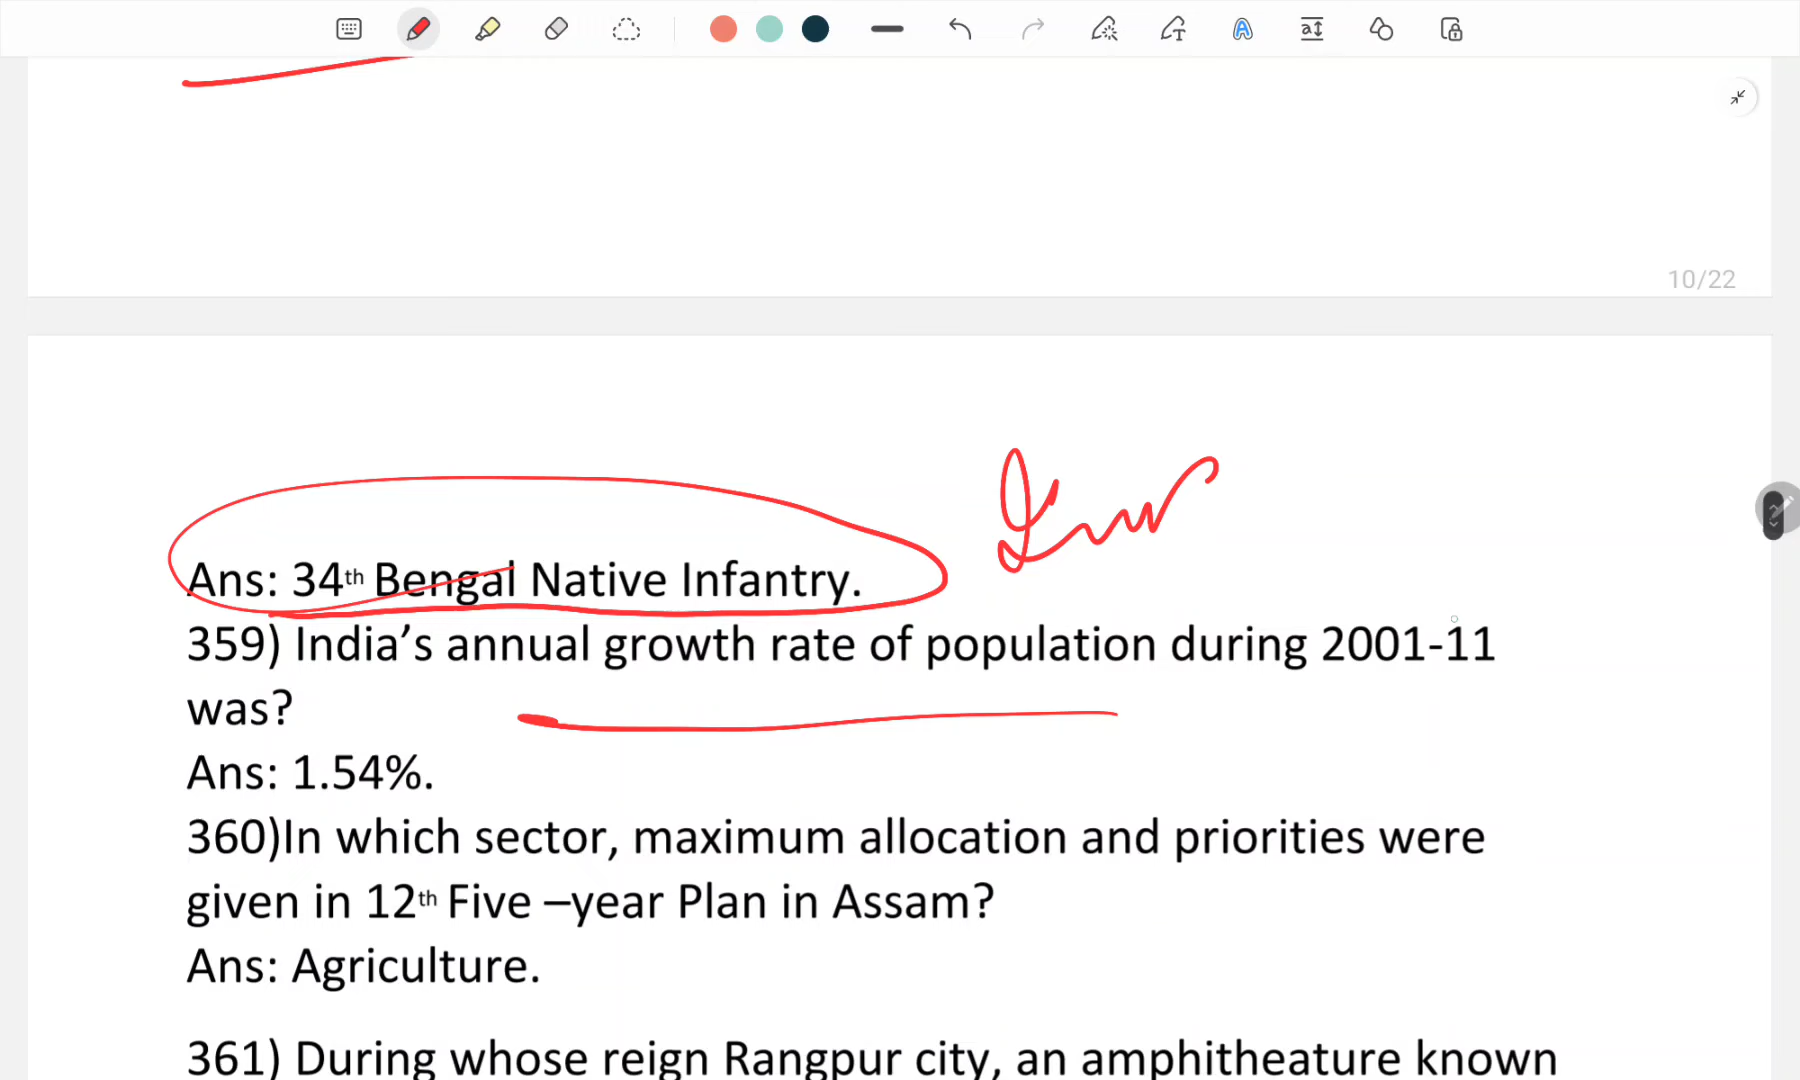 10/22
Ans: 34th Bengal Native Infantry.
359) India’s annual growth rate of population during 2001-11
was?
Ans: 1.54%.
360)In which sector, maximum allocation and priorities were
given in 12th Five –year Plan in Assam?
Ans: Agriculture.
361) During whose reign Rangpur city, an amphitheature known